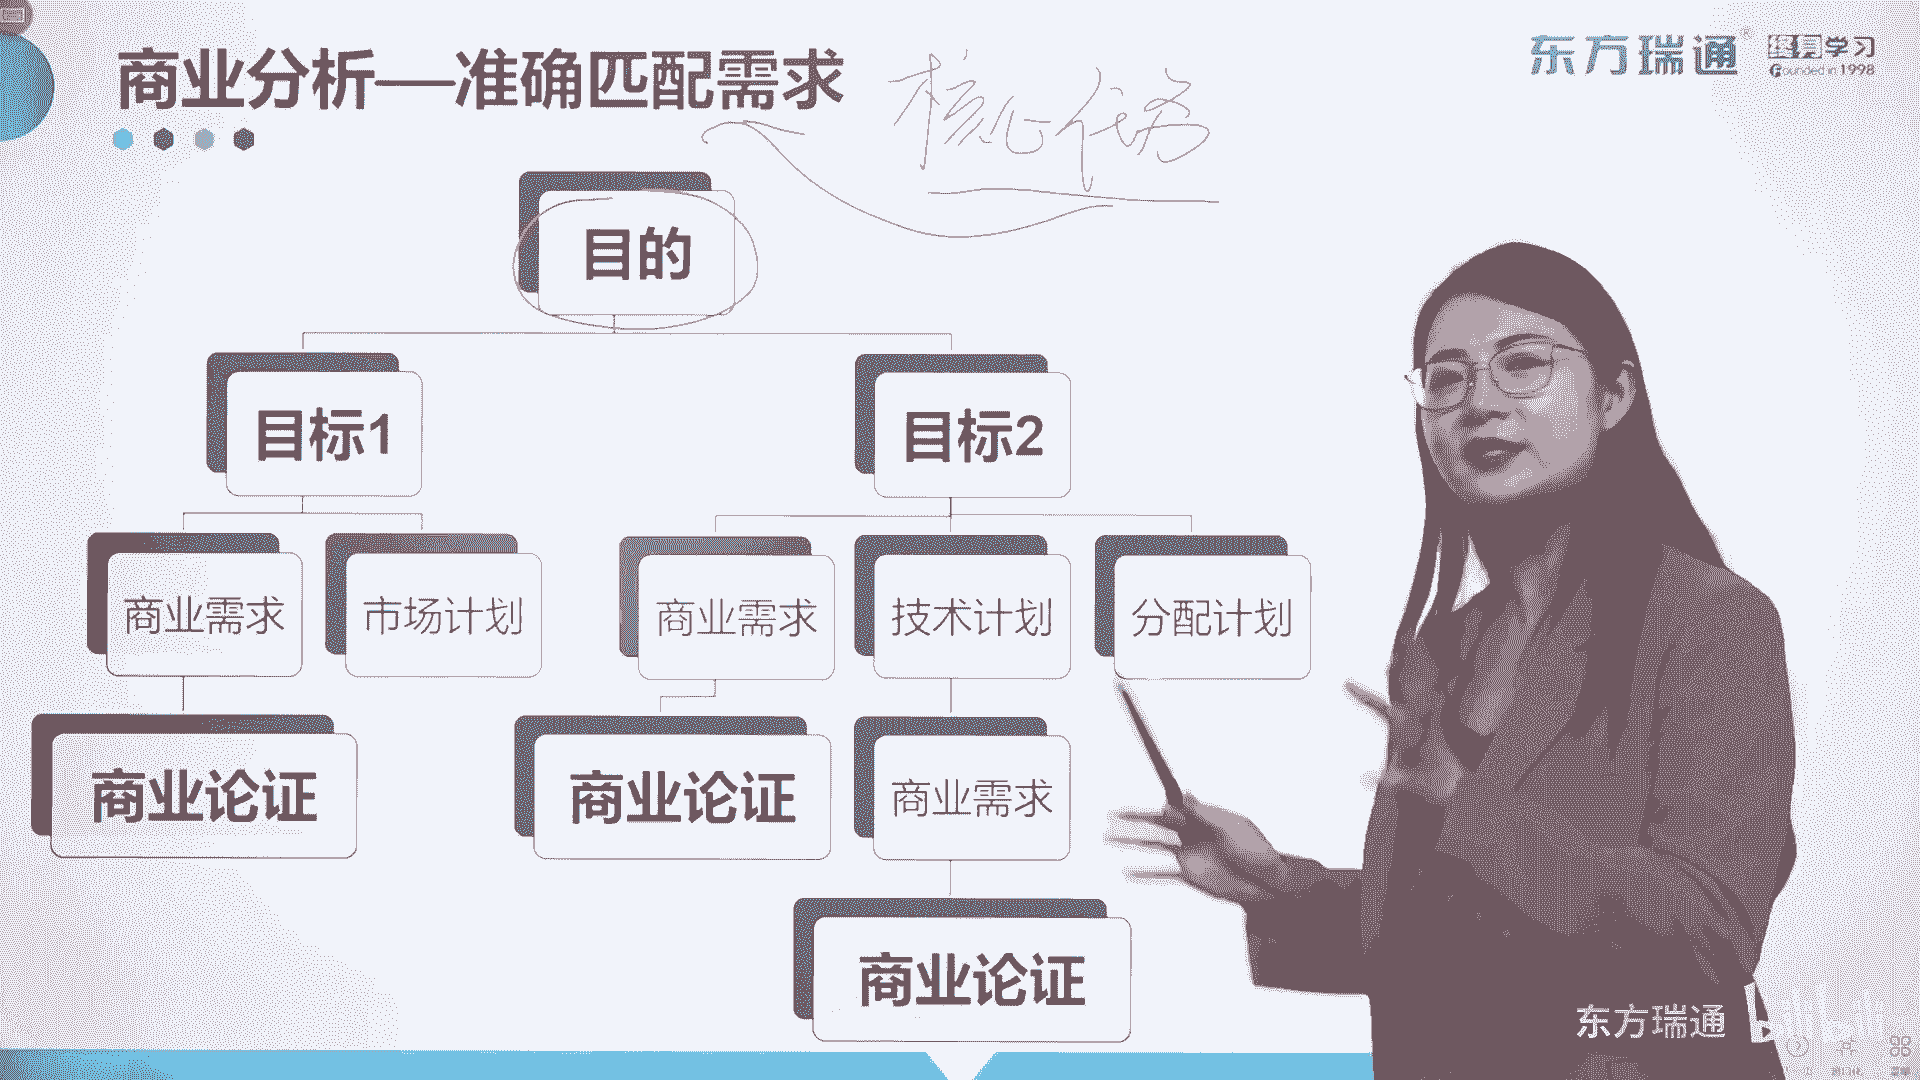 商业分析——准确匹配需求
核心任务
东方瑞通®
终身学习
Founded in 1998
目的
目标1
目标2
商业需求
市场计划
商业需求
技术计划
分配计划
商业论证
商业论证
商业需求
商业论证
东方瑞通